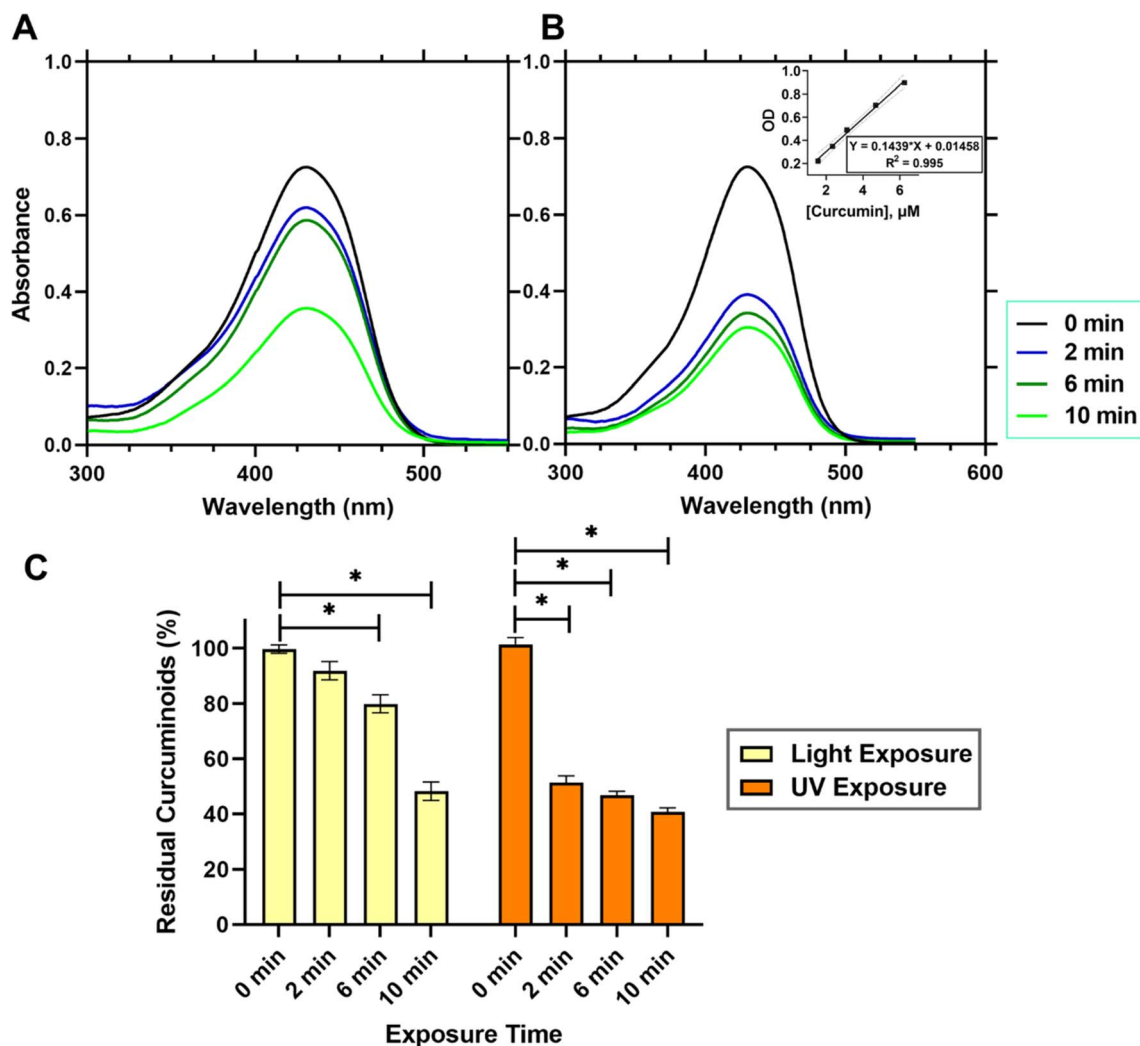 A
1.0
0.8
0.6
0.4
0.2
0.0
Absorbance
300
400
500
Wavelength (nm)
B
1.0
0.8
0.6
0.4
0.2
0.0
300
400
500
600
Wavelength (nm)
1.0
0.8
0.6
0.4
0.2
OD
Y = 0.1439*X + 0.01458
R² = 0.995
2
4
6
[Curcumin], µM
0 min
2 min
6 min
10 min
C
*
*
*
*
*
Residual Curcuminoids (%)
100
80
60
40
20
0
0 min
2 min
6 min
10 min
0 min
2 min
6 min
10 min
Exposure Time
Light Exposure
UV Exposure